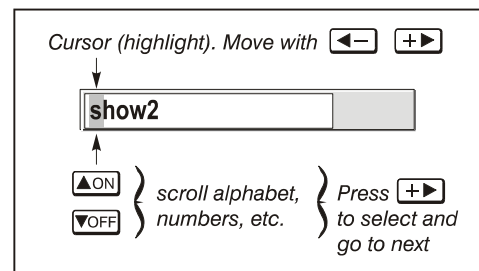 Cursor (highlight). Move with ◄− +►
show2
▲ON scroll alphabet, Press +►
▼OFF numbers, etc. to select and
go to next